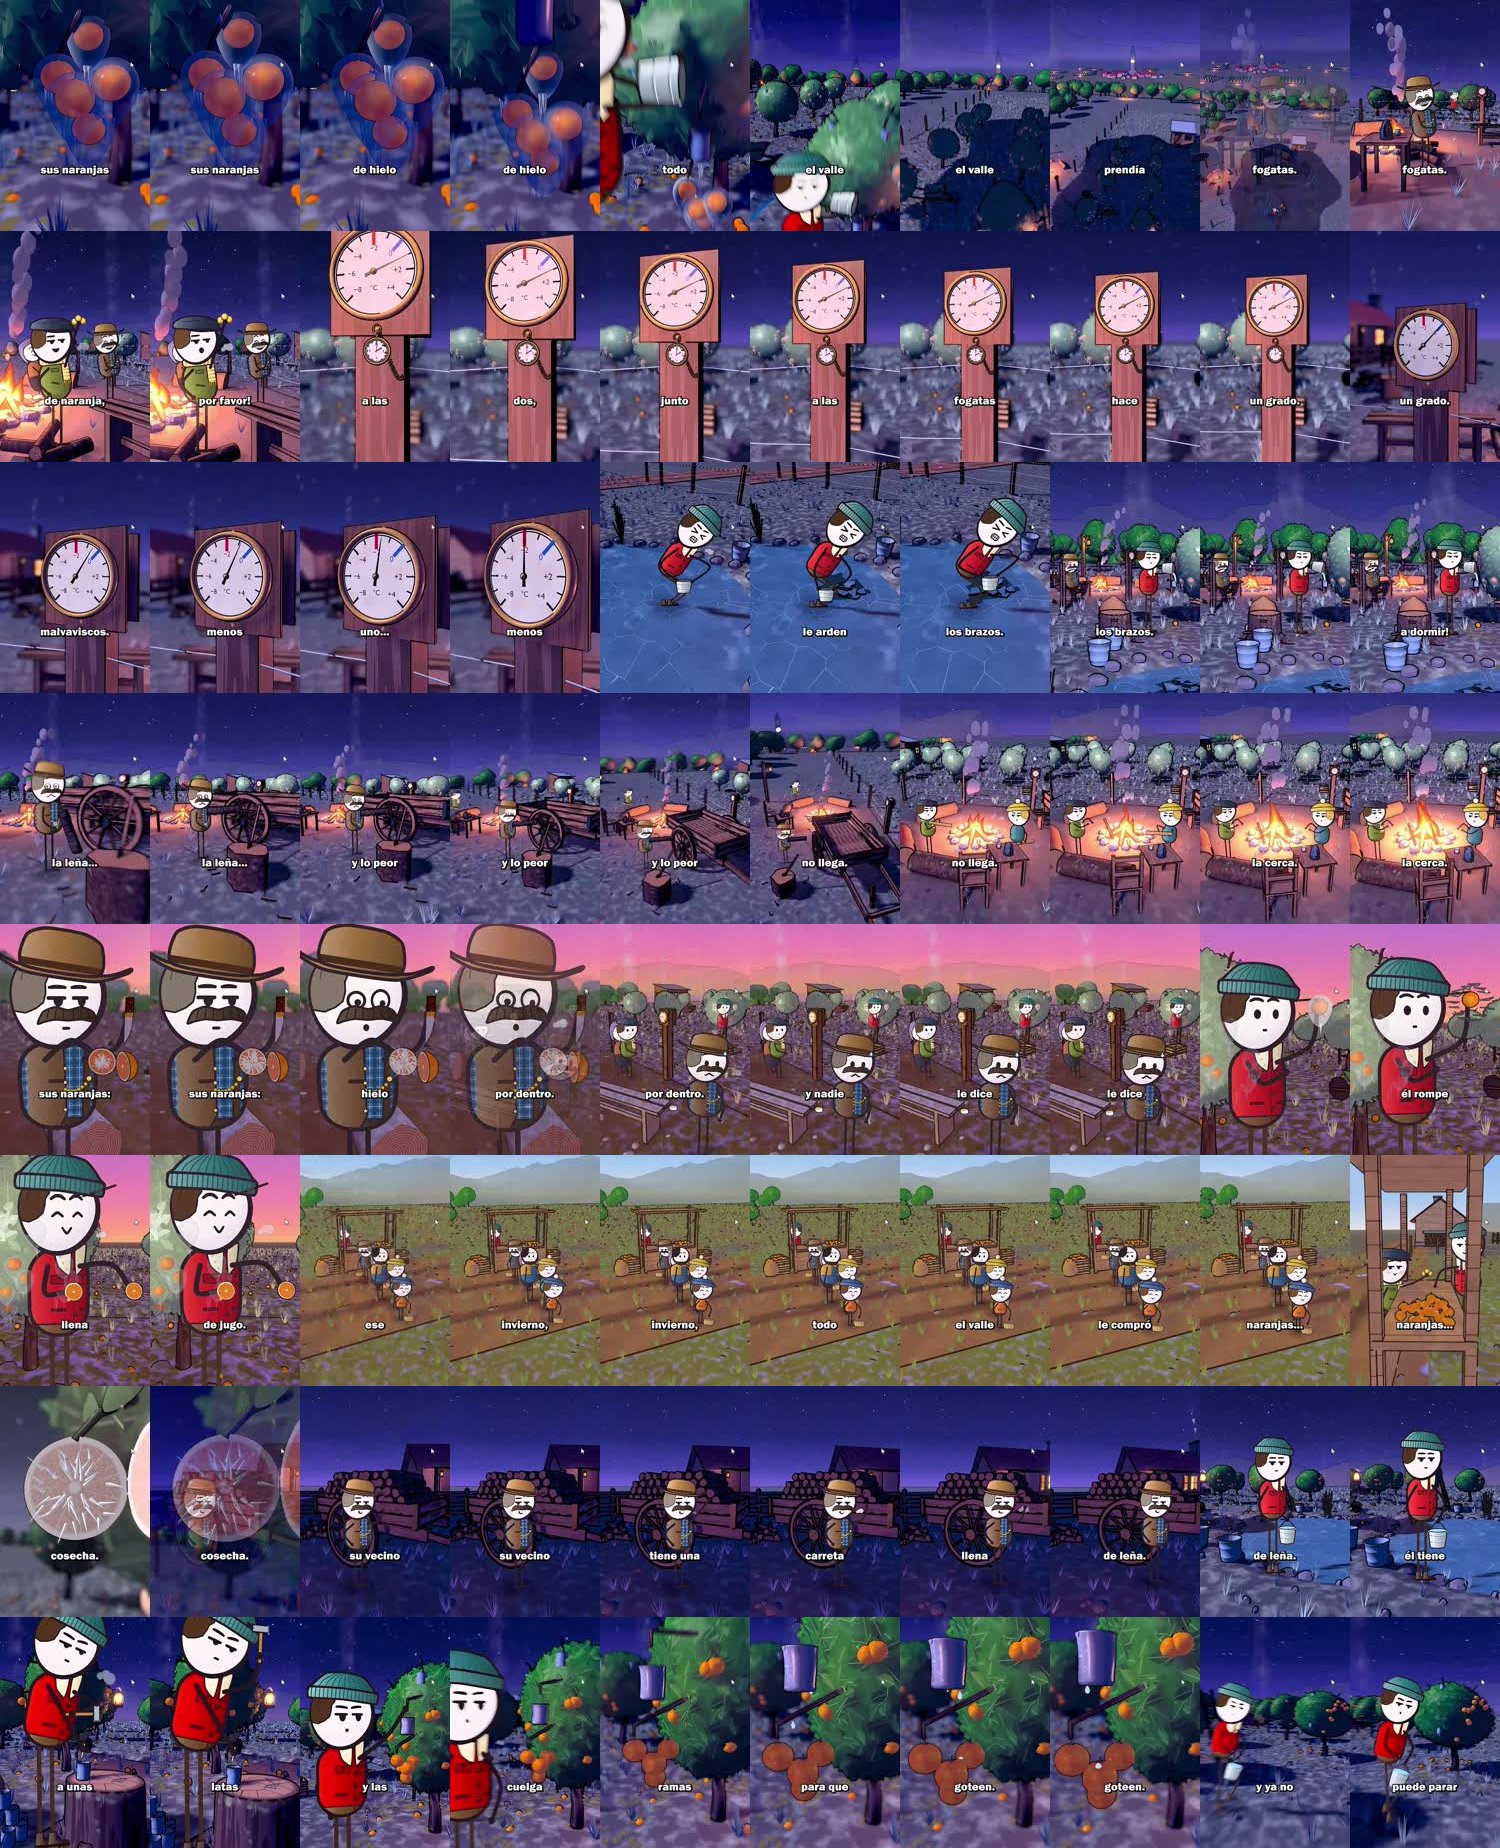 sus naranjas
sus naranjas
de hielo
de hielo
todo
el valle
el valle
prendía
fogatas.
fogatas.
de naranja,
por favor!
a las
dos,
junto
a las
fogatas
hace
un grado.
un grado.
malvaviscos.
menos
uno...
menos
le arden
los brazos.
los brazos.
a dormir!
la leña...
la leña...
y lo peor
y lo peor
y lo peor
no llega.
no llega.
la cerca.
la cerca.
sus naranjas:
sus naranjas:
hielo
por dentro.
por dentro.
y nadie
le dice
le dice
él rompe
llena
de jugo.
ese
invierno,
invierno,
todo
el valle
le compró
naranjas...
naranjas...
cosecha.
cosecha.
su vecino
su vecino
tiene una
carreta
llena
de leña.
de leña.
él tiene
a unas
latas
y las
cuelga
ramas
para que
goteen.
goteen.
y ya no
puede parar